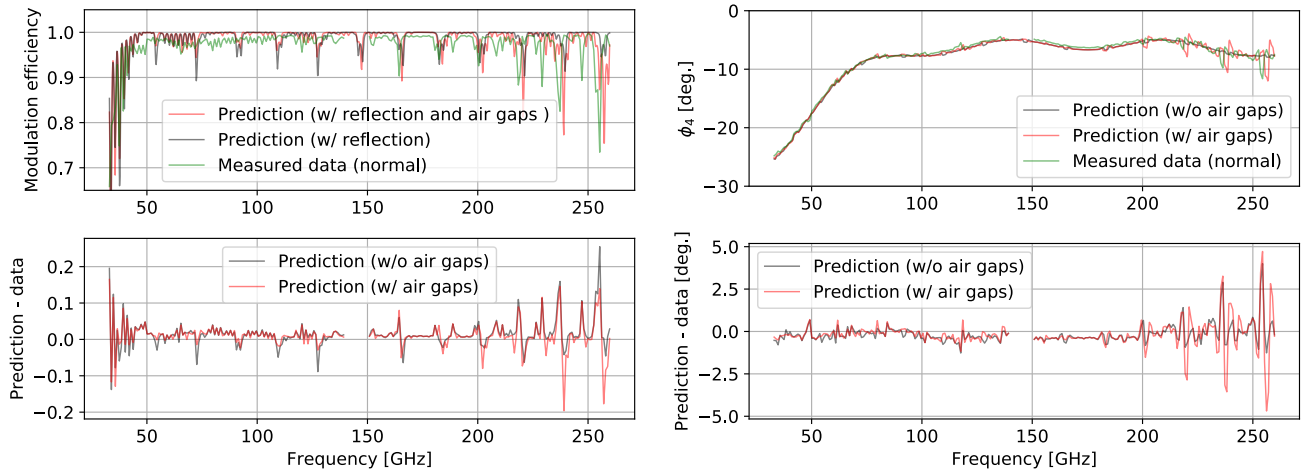 1.0
0.9
0.8
0.7
Modulation efficiency
Prediction (w/ reflection and air gaps )
Prediction (w/ reflection)
Measured data (normal)
50 100 150 200 250
0
−10
−20
−30
ϕ4 [deg.]
Prediction (w/o air gaps)
Prediction (w/ air gaps)
Measured data (normal)
50 100 150 200 250
0.2
0.1
0.0
−0.1
−0.2
Prediction - data
Prediction (w/o air gaps)
Prediction (w/ air gaps)
50 100 150 200 250
Frequency [GHz]
5.0
2.5
0.0
−2.5
−5.0
Prediction - data [deg.]
Prediction (w/o air gaps)
Prediction (w/ air gaps)
50 100 150 200 250
Frequency [GHz]